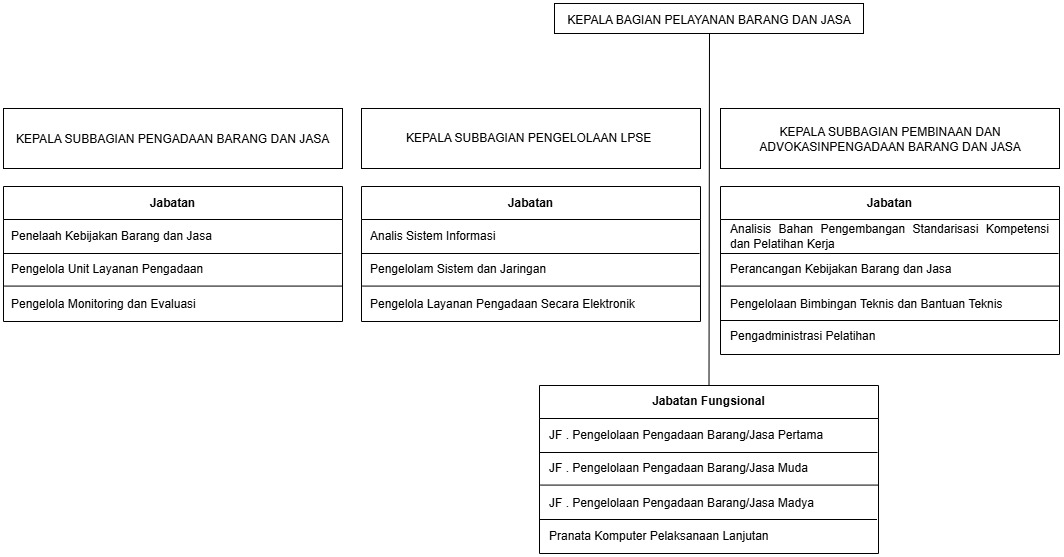 KEPALA BAGIAN PELAYANAN BARANG DAN JASA
KEPALA SUBBAGIAN PENGADAAN BARANG DAN JASA
Jabatan
Penelaah Kebijakan Barang dan Jasa
Pengelola Unit Layanan Pengadaan
Pengelola Monitoring dan Evaluasi
KEPALA SUBBAGIAN PENGELOLAAN LPSE
Jabatan
Analis Sistem Informasi
Pengelolam Sistem dan Jaringan
Pengelola Layanan Pengadaan Secara Elektronik
KEPALA SUBBAGIAN PEMBINAAN DAN
ADVOKASINPENGADAAN BARANG DAN JASA
Jabatan
Analisis Bahan Pengembangan Standarisasi Kompetensi
dan Pelatihan Kerja
Perancangan Kebijakan Barang dan Jasa
Pengelolaan Bimbingan Teknis dan Bantuan Teknis
Pengadministrasi Pelatihan
Jabatan Fungsional
JF . Pengelolaan Pengadaan Barang/Jasa Pertama
JF . Pengelolaan Pengadaan Barang/Jasa Muda
JF . Pengelolaan Pengadaan Barang/Jasa Madya
Pranata Komputer Pelaksanaan Lanjutan